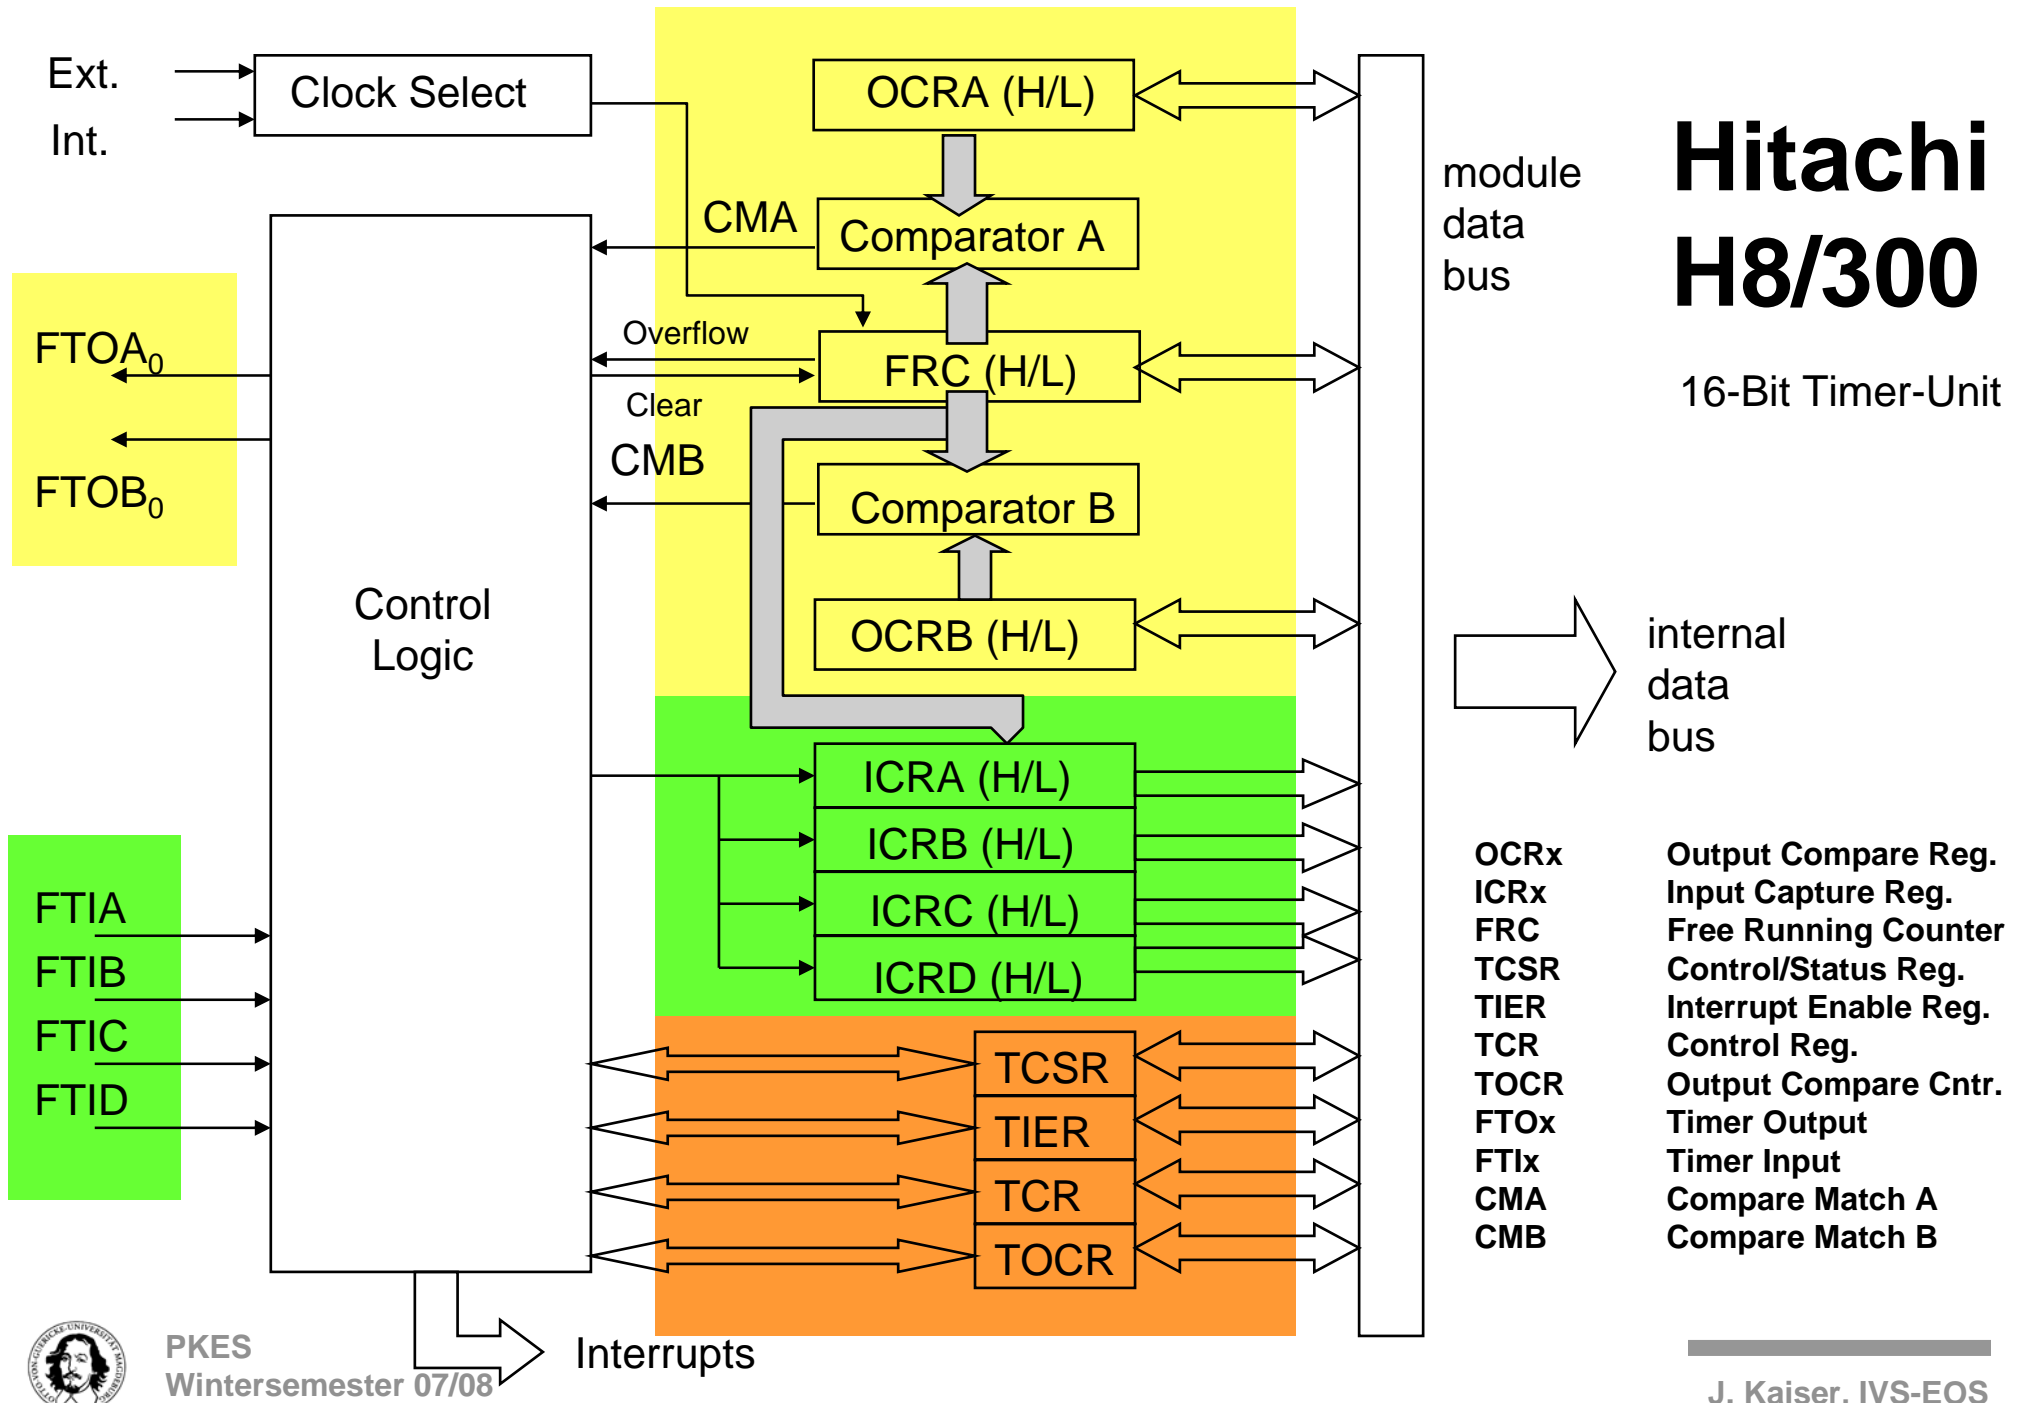 Ext.
Int.
Clock Select
OCRA (H/L)
CMA
Comparator A
module
data
bus
Hitachi
H8/300
16-Bit Timer-Unit
FTOA0
FTOB0
Overflow
FRC (H/L)
Clear
CMB
Comparator B
Control
Logic
OCRB (H/L)
internal
data
bus
ICRA (H/L)
ICRB (H/L)
ICRC (H/L)
ICRD (H/L)
FTIA
FTIB
FTIC
FTID
TCSR
TIER
TCR
TOCR
OCRx Output Compare Reg.
ICRx Input Capture Reg.
FRC Free Running Counter
TCSR Control/Status Reg.
TIER Interrupt Enable Reg.
TCR Control Reg.
TOCR Output Compare Cntr.
FTOx Timer Output
FTIx Timer Input
CMA Compare Match A
CMB Compare Match B
Interrupts
PKES
Wintersemester 07/08
J. Kaiser, IVS-EOS